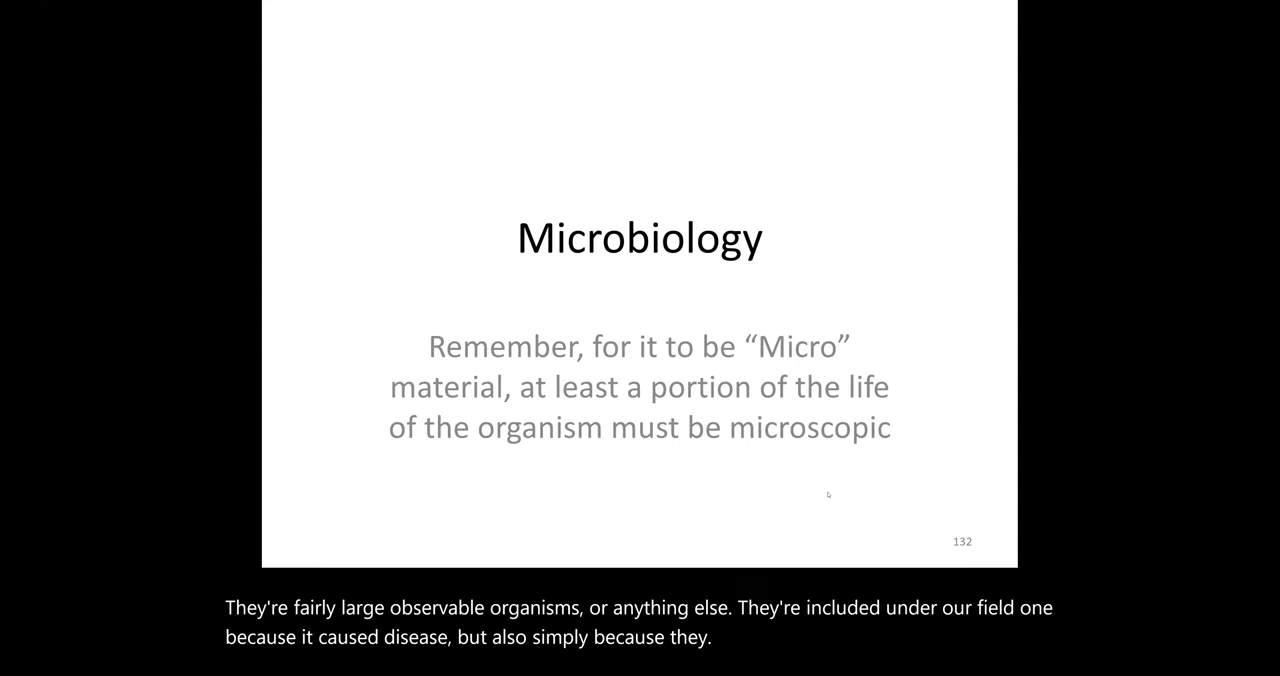 Microbiology
Remember, for it to be “Micro”
material, at least a portion of the life
of the organism must be microscopic
132
They're fairly large observable organisms, or anything else. They're included under our field one
because it caused disease, but also simply because they.